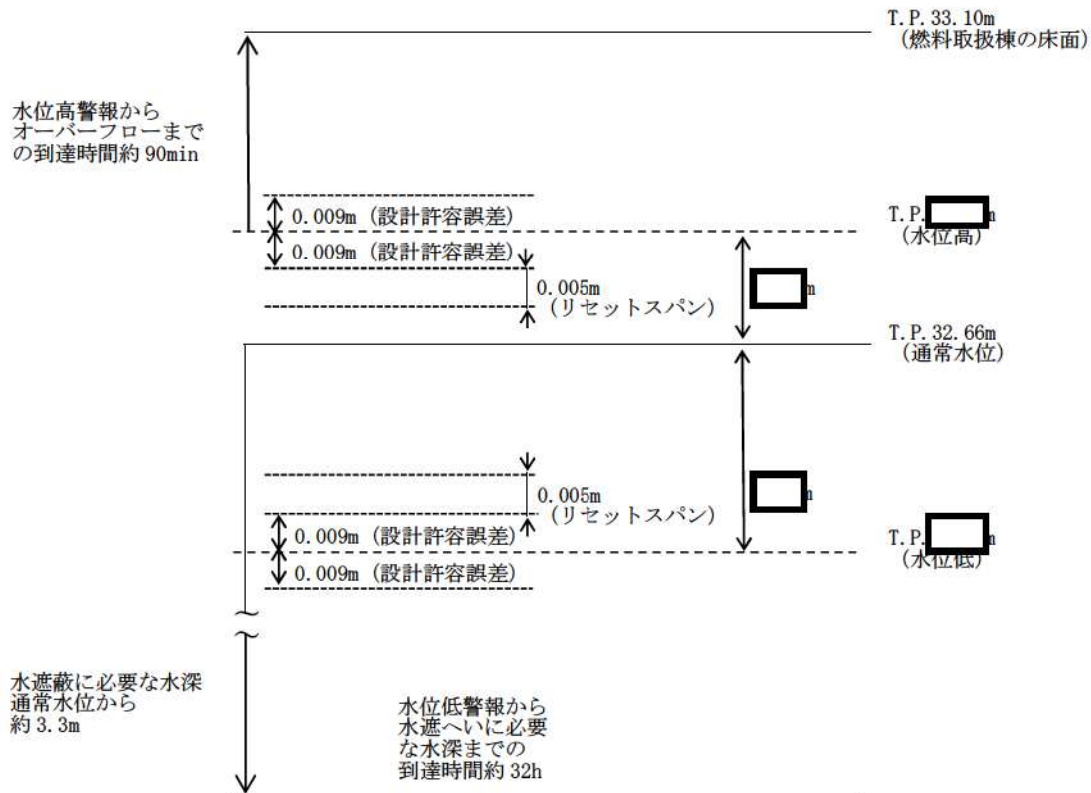 T.P.33.10m
(燃料取扱棟の床面)
水位高警報から
オーバーフローまで
の到達時間約 90min
0.009m (設計許容誤差)
T.P. m
(水位高)
0.009m (設計許容誤差)
0.005m
(リセットスパン)
m
T.P.32.66m
(通常水位)
0.005m
(リセットスパン)
m
0.009m (設計許容誤差)
T.P. m
(水位低)
0.009m (設計許容誤差)
水遮蔽に必要な水深
通常水位から
約 3.3m
水位低警報から
水遮へいに必要
な水深までの
到達時間約 32h